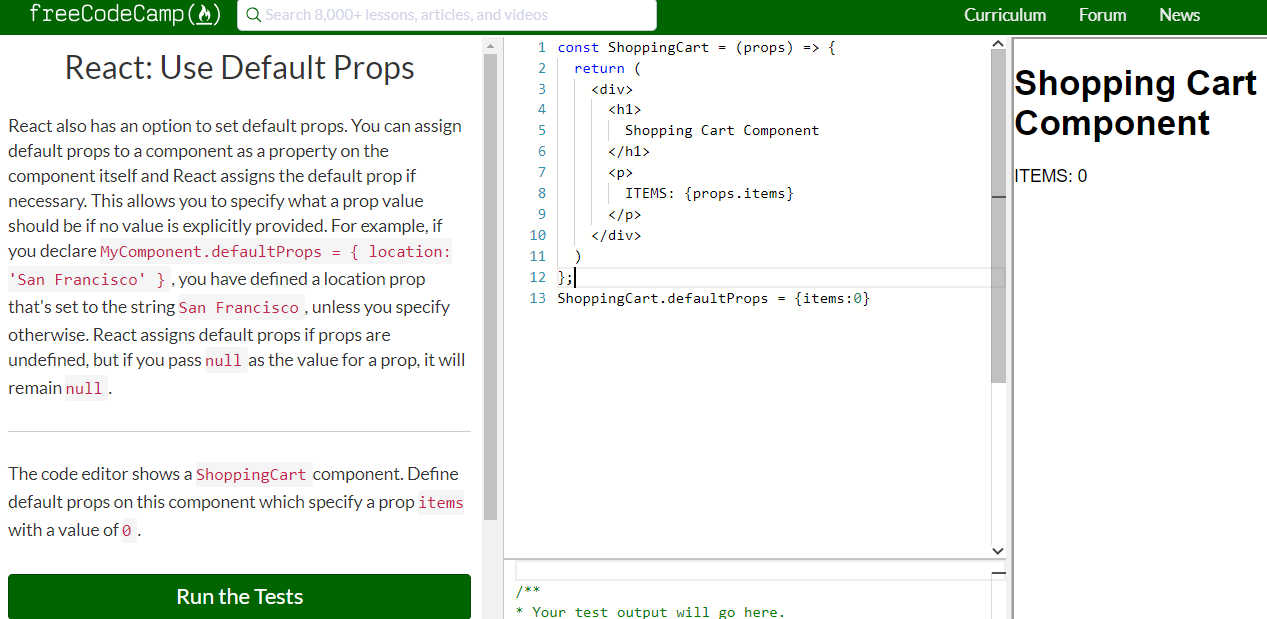 freeCodeCamp
Search 8,000+ lessons, articles, and videos
Curriculum Forum News
React: Use Default Props
React also has an option to set default props. You can assign
default props to a component as a property on the
component itself and React assigns the default prop if
necessary. This allows you to specify what a prop value
should be if no value is explicitly provided. For example, if
you declare MyComponent.defaultProps = { location:
'San Francisco' } , you have defined a location prop
that's set to the string San Francisco , unless you specify
otherwise. React assigns default props if props are
undefined, but if you pass null as the value for a prop, it will
remain null .
The code editor shows a ShoppingCart component. Define
default props on this component which specify a prop items
with a value of 0 .
Run the Tests
1 const ShoppingCart = (props) => {
2 return (
3 <div>
4 <h1>
5 Shopping Cart Component
6 </h1>
7 <p>
8 ITEMS: {props.items}
9 </p>
10 </div>
11 )
12 };
13 ShoppingCart.defaultProps = {items:0}
/**
* Your test output will go here.
Shopping Cart
Component
ITEMS: 0